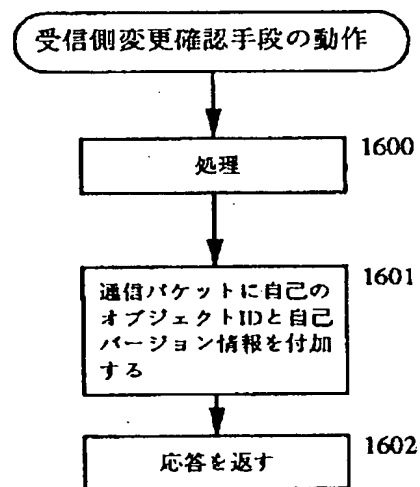 受信側変更確認手段の動作
1600
処理
1601
通信パケットに自己の
オブジェクトIDと自己
バージョン情報を付加
する
1602
応答を返す